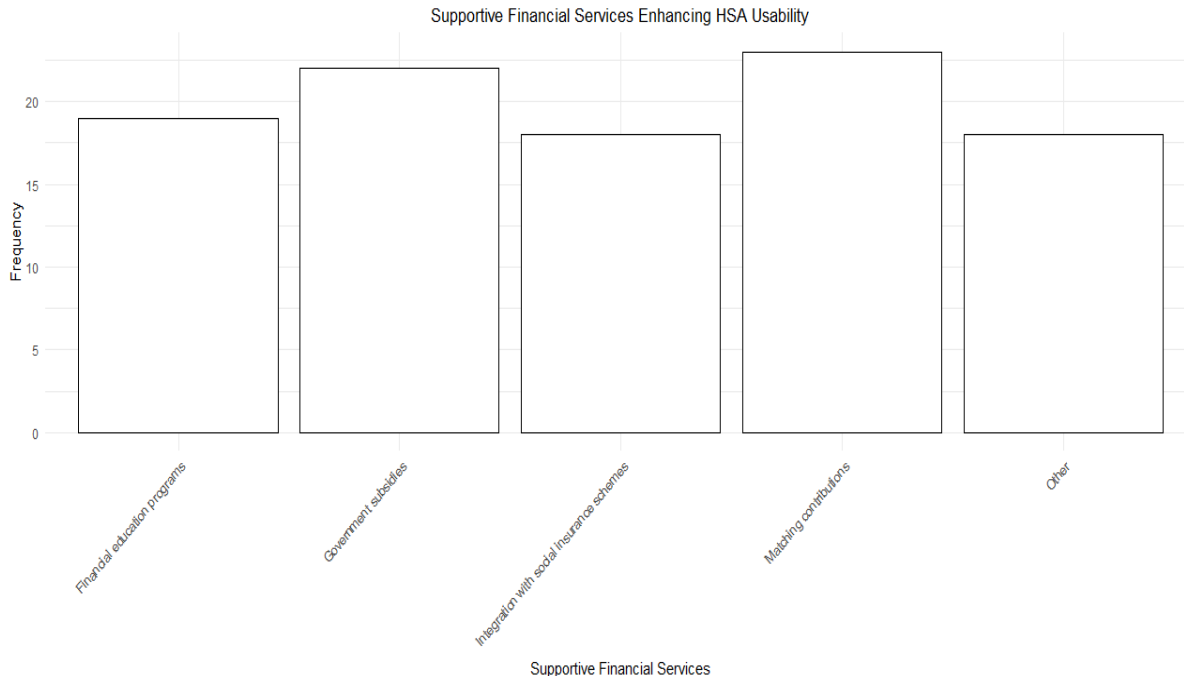 Supportive Financial Services Enhancing HSA Usability
Frequency
20
15
10
5
0
Financial education programs
Government subsidies
Integration with social insurance schemes
Matching contributions
Other
Supportive Financial Services